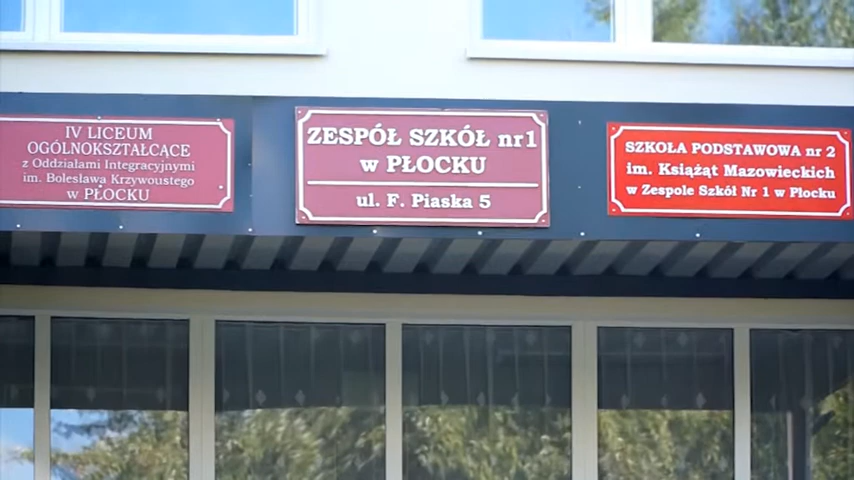 IV LICEUM
OGÓLNOKSZTAŁCĄCE
z Oddziałami Integracyjnymi
im. Bolesława Krzywoustego
w PŁOCKU
ZESPÓŁ SZKÓŁ nr1
w PŁOCKU
ul. F. Piaska 5
SZKOŁA PODSTAWOWA nr 2
im. Książąt Mazowieckich
w Zespole Szkół Nr 1 w Płocku